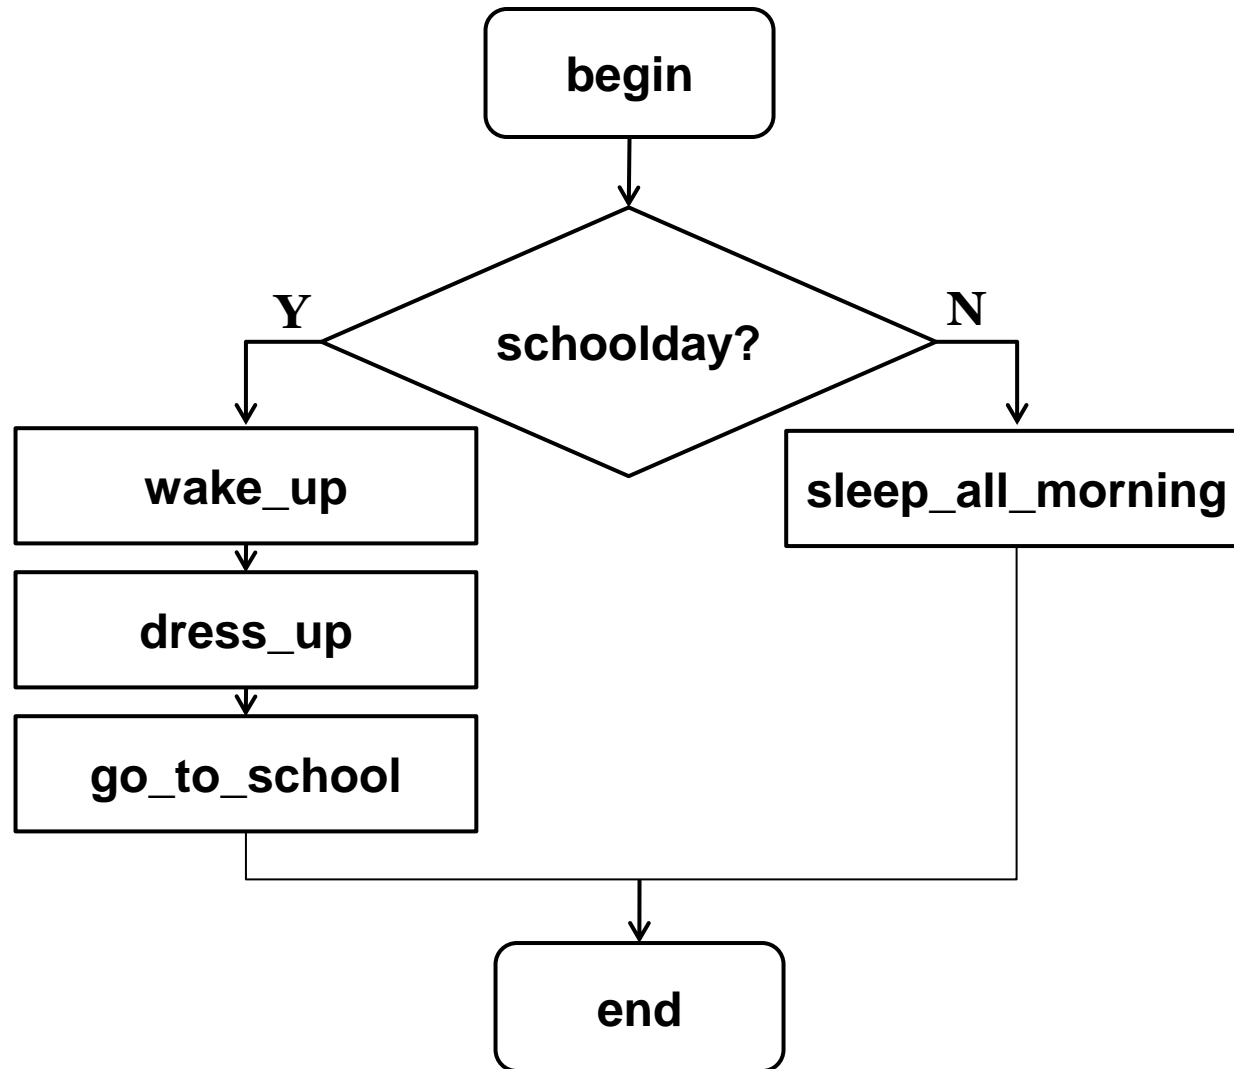 begin
Y
N
schoolday?
wake_up
sleep_all_morning
dress_up
go_to_school
end